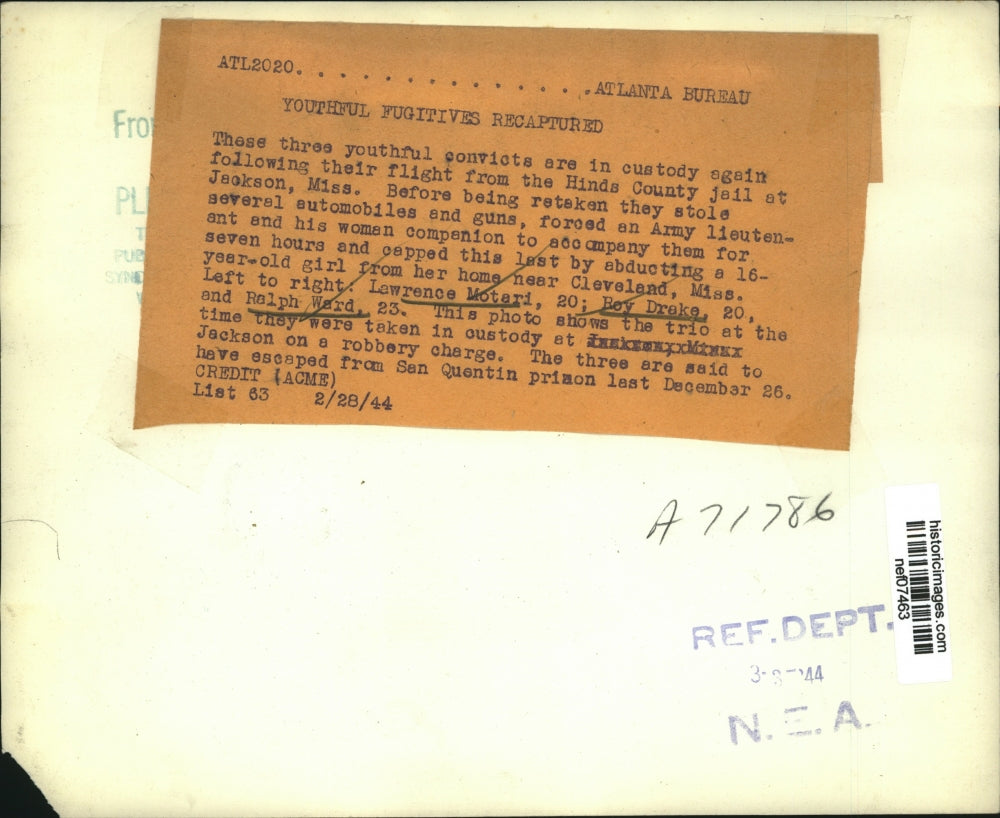 ATL2020. . . . . . . . . . . . . . . .ATLANTA BUREAU
YOUTHFUL FUGITIVES RECAPTURED
These three youthful convicts are in custody again
following their flight from the Hinds County jail at
Jackson, Miss. Before being retaken they stole
several automobiles and guns, forced an Army lieuten-
ant and his woman companion to accompany them for
seven hours and capped this last by abducting a 16-
year-old girl from her home near Cleveland, Miss.
Left to right: Lawrence Motari, 20; Roy Drake, 20,
and Ralph Ward, 23. This photo shows the trio at the
time they were taken in custody at
Jackson on a robbery charge. The three are said to
have escaped from San Quentin prison last December 26.
CREDIT (ACME)
List 63 2/28/44
A 71786
historicimages.com
nef07463
REF.DEPT.
N. E. A.